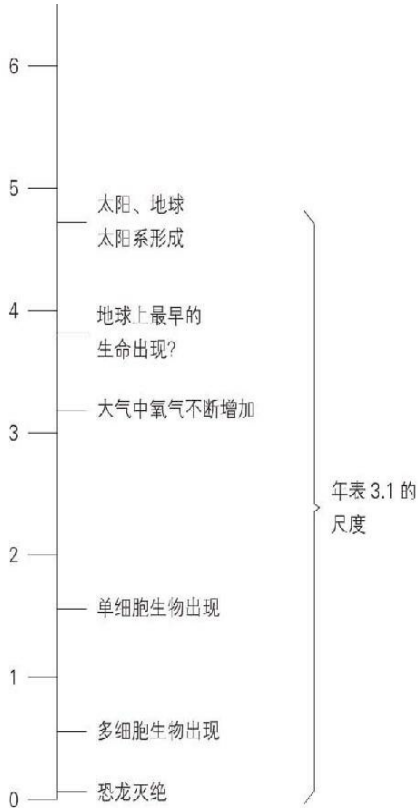 6
5
太阳、地球
太阳系形成
4
地球上最早的
生命出现?
大气中氧气不断增加
3
年表 3.1 的
尺度
2
单细胞生物出现
1
多细胞生物出现
恐龙灭绝
0